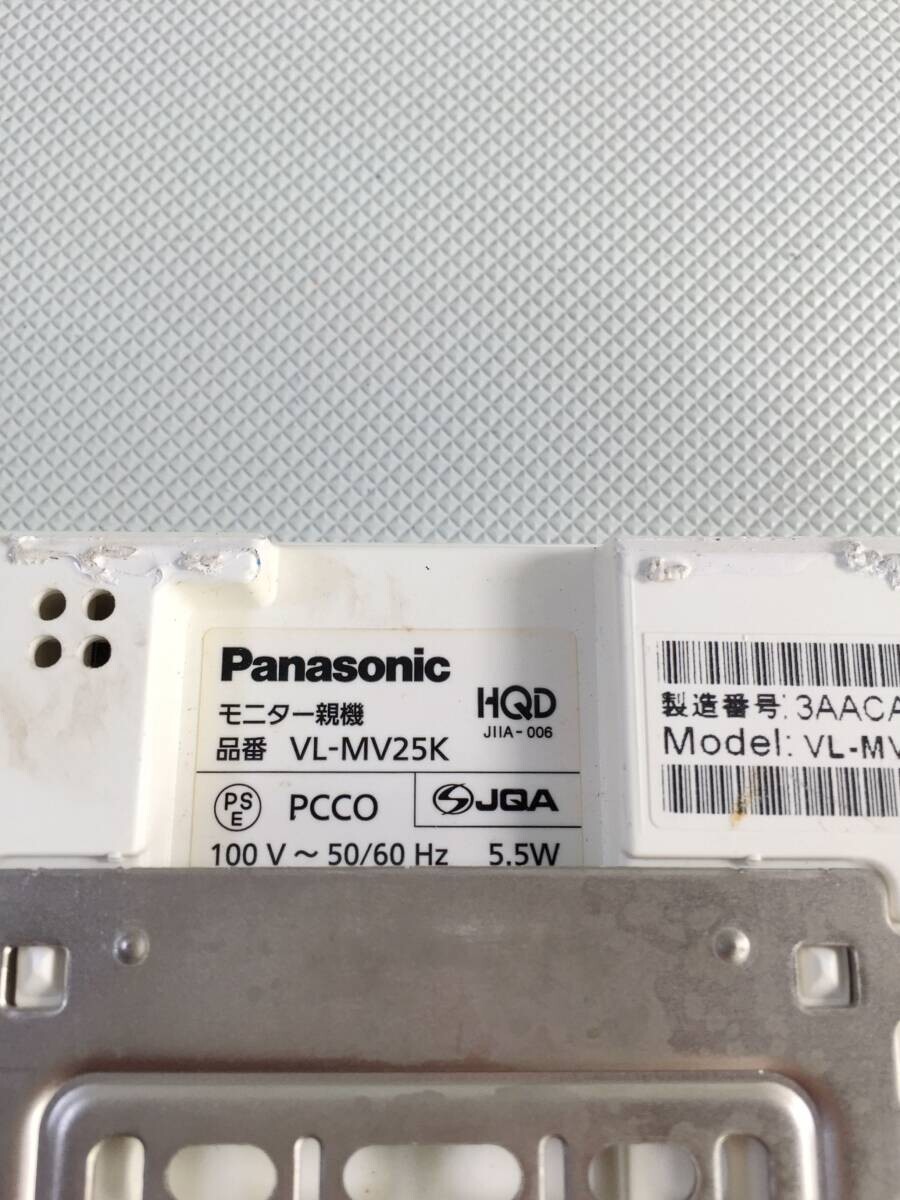 Panasonic
モニター親機
HQD
JIIA-006
品番 VL-MV25K
PSE PCCO
JQA
100 V ~ 50/60 Hz 5.5W
製造番号: 3AACA
Model: VL-MV